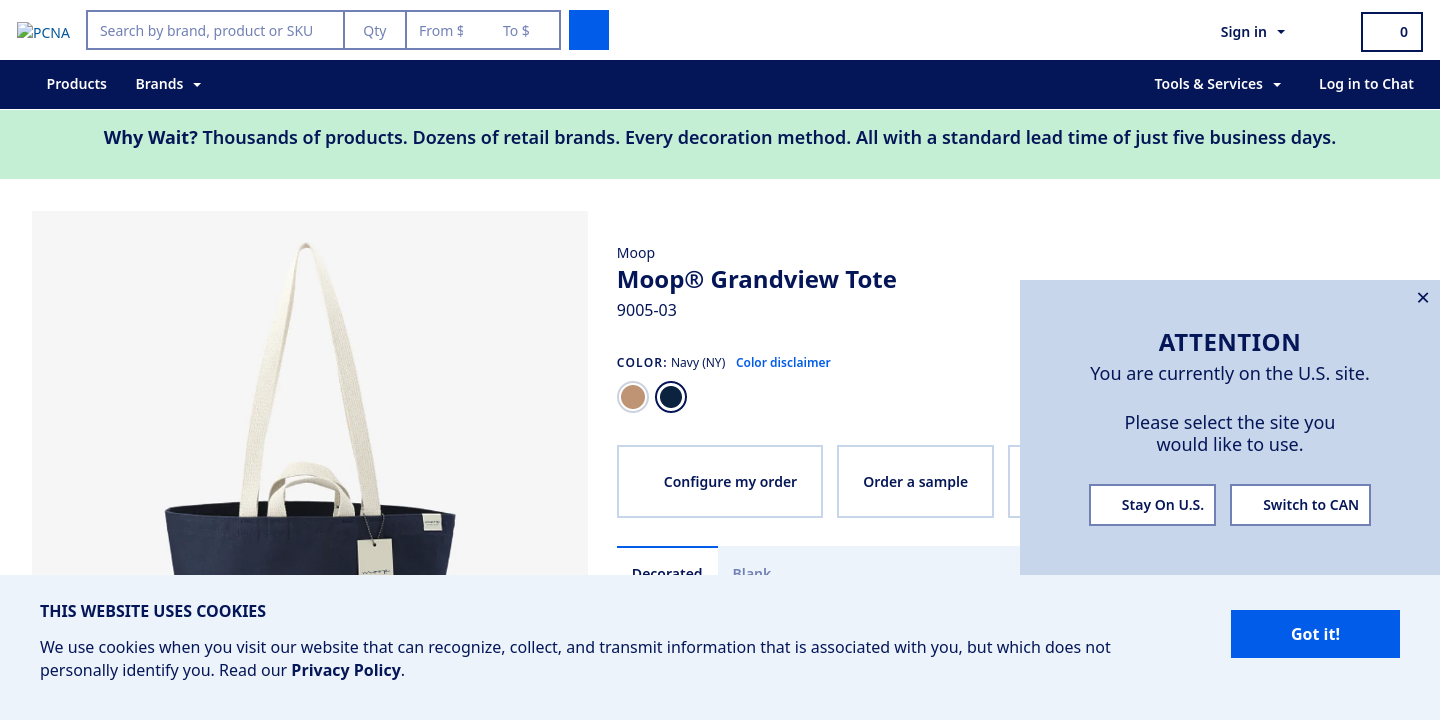 PCNA
Search by brand, product or SKU
Qty
From $
To $
Sign in
0
Products
Brands
Tools & Services
Log in to Chat
Why Wait? Thousands of products. Dozens of retail brands. Every decoration method. All with a standard lead time of just five business days.
Moop
Moop® Grandview Tote
9005-03
COLOR: Navy (NY) Color disclaimer
Configure my order
Order a sample
Decorated
Blank
×
ATTENTION
You are currently on the U.S. site.
Please select the site you
would like to use.
Stay On U.S.
Switch to CAN
THIS WEBSITE USES COOKIES
We use cookies when you visit our website that can recognize, collect, and transmit information that is associated with you, but which does not
personally identify you. Read our Privacy Policy.
Got it!